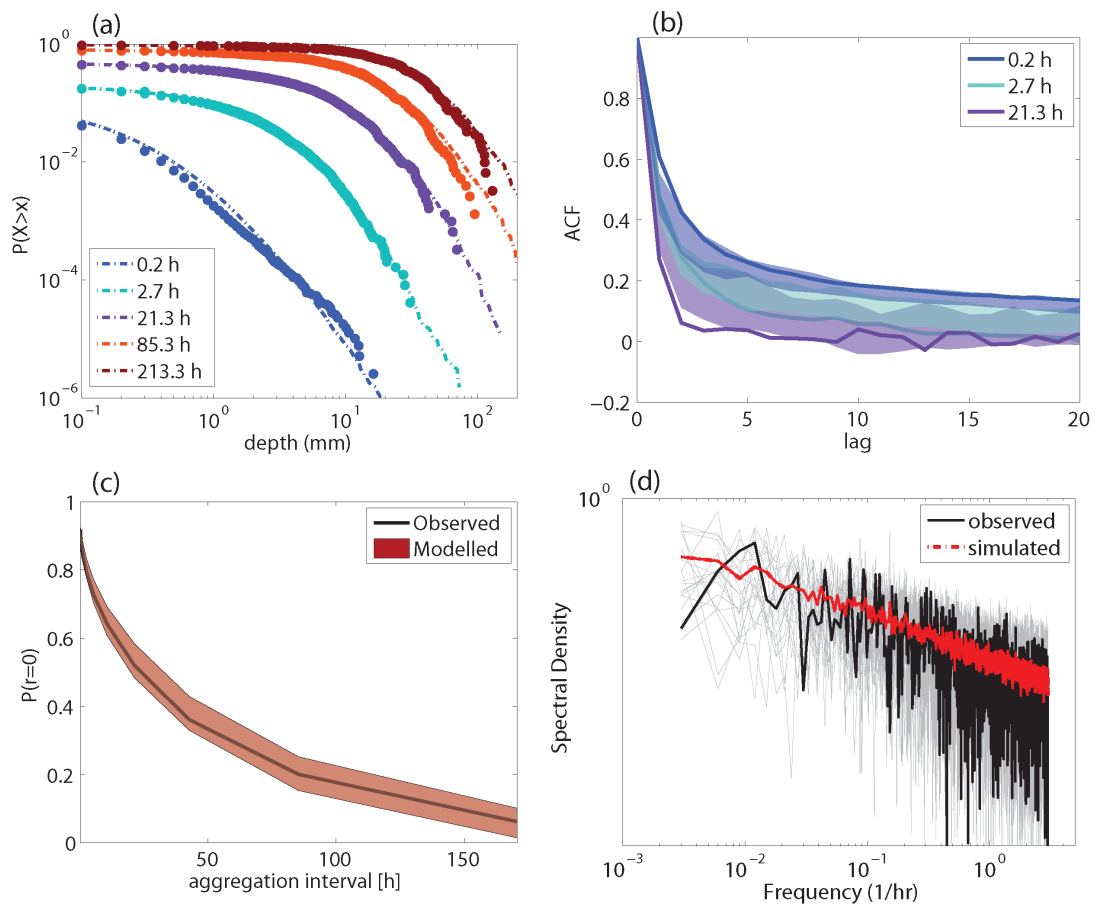 (a)
10^0
10^-2
10^-4
10^-6
P(X>x)
0.2 h
2.7 h
21.3 h
85.3 h
213.3 h
10^-1
10^0
10^1
10^2
depth (mm)
(b)
0.8
0.6
0.4
0.2
0
-0.2
ACF
0.2 h
2.7 h
21.3 h
0
5
10
15
20
lag
(c)
1
0.8
0.6
0.4
0.2
0
P(r=0)
Observed
Modelled
50
100
150
aggregation interval [h]
(d)
10^0
Spectral Density
observed
simulated
10^-3
10^-2
10^-1
10^0
Frequency (1/hr)